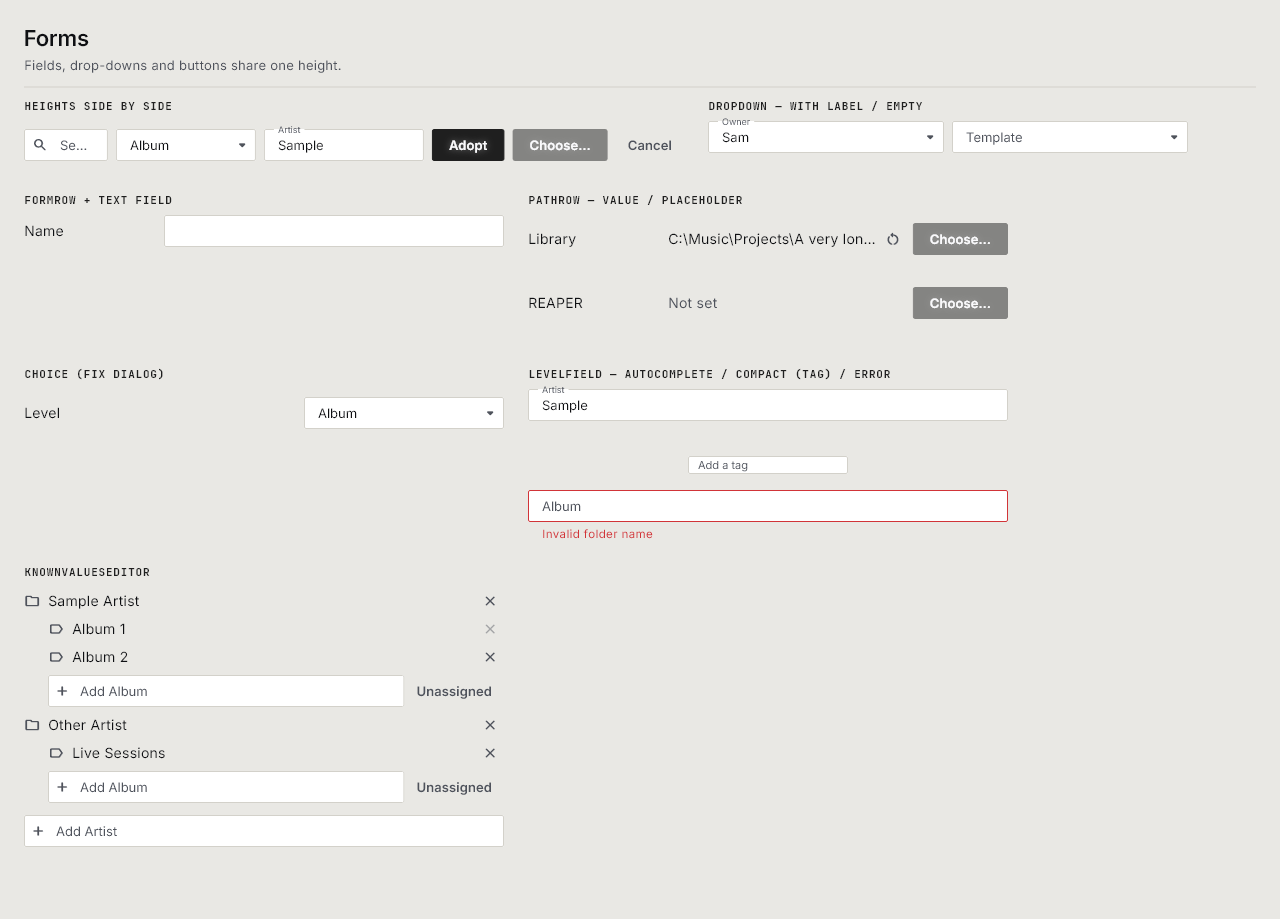 Forms
Fields, drop-downs and buttons share one height.
HEIGHTS SIDE BY SIDE
Se...
Album
Artist
Sample
Adopt
Choose...
Cancel
DROPDOWN — WITH LABEL / EMPTY
Owner
Sam
Template
FORMROW + TEXT FIELD
Name
PATHROW — VALUE / PLACEHOLDER
Library
C:\Music\Projects\A very lon...
Choose...
REAPER
Not set
Choose...
CHOICE (FIX DIALOG)
Level
Album
LEVELFIELD — AUTOCOMPLETE / COMPACT (TAG) / ERROR
Artist
Sample
Add a tag
Album
Invalid folder name
KNOWNVALUESEDITOR
Sample Artist
Album 1
Album 2
Add Album
Unassigned
Other Artist
Live Sessions
Add Album
Unassigned
Add Artist